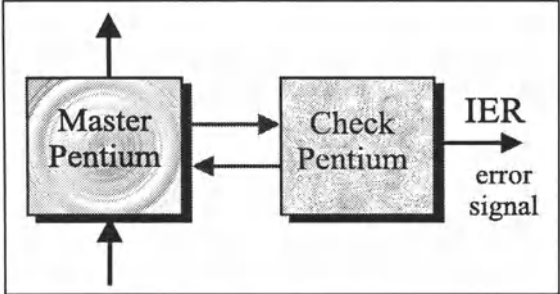 Master
Pentium
Check
Pentium
IER
error
signal